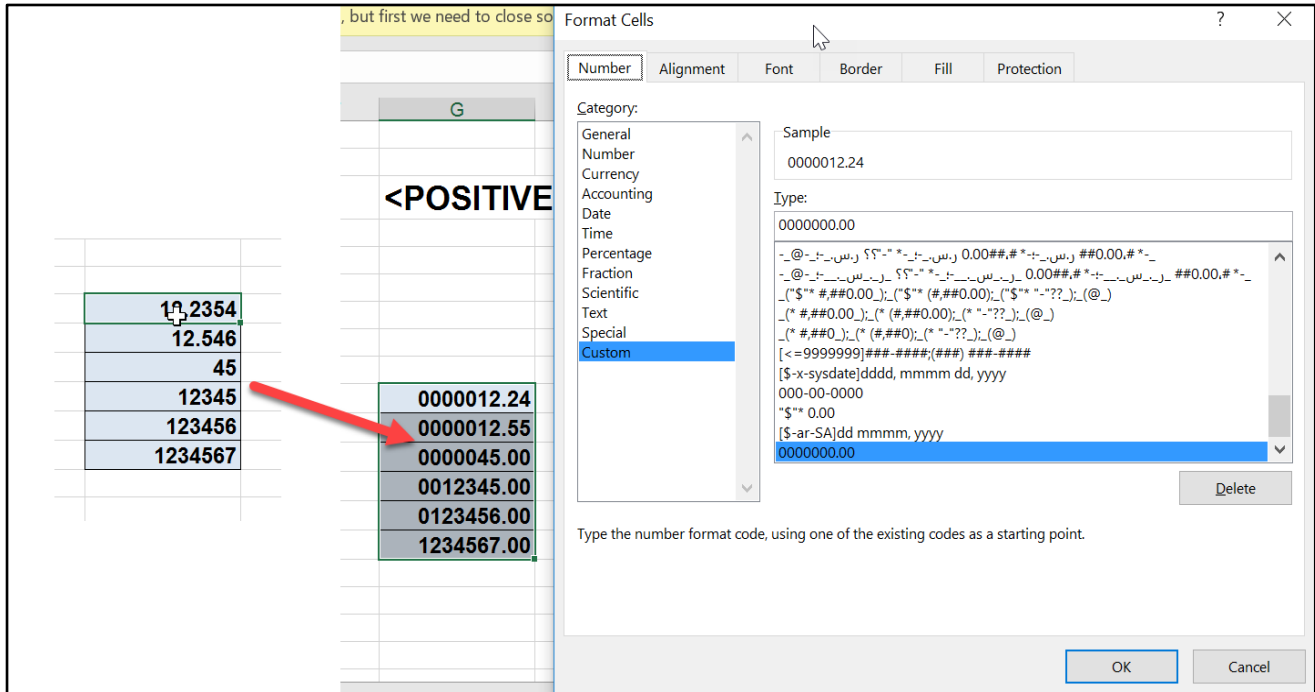 , but first we need to close so
G
<POSITIVE
12.546
45
12345
123456
1234567
0000012.24
0000012.55
0000045.00
0012345.00
0123456.00
1234567.00
Format Cells
?
Number Alignment Font Border Fill Protection
Category:
General
Number
Currency
Accounting
Date
Time
Percentage
Fraction
Scientific
Text
Special
Custom
Sample
0000012.24
Type:
0000000.00
_("$"* #,##0.00_);_("$"* (#,##0.00);_("$"* "-"??_);_(@_)
_(* #,##0.00_);_(* (#,##0.00);_(* "-"??_);_(@_)
_(* #,##0_);_(* (#,##0);_(* "-"??_);_(@_)
[<=9999999]###-####;(###) ###-####
[$-x-sysdate]dddd, mmmm dd, yyyy
000-00-0000
"$"* 0.00
[$-ar-SA]dd mmmm, yyyy
0000000.00
Delete
Type the number format code, using one of the existing codes as a starting point.
OK
Cancel